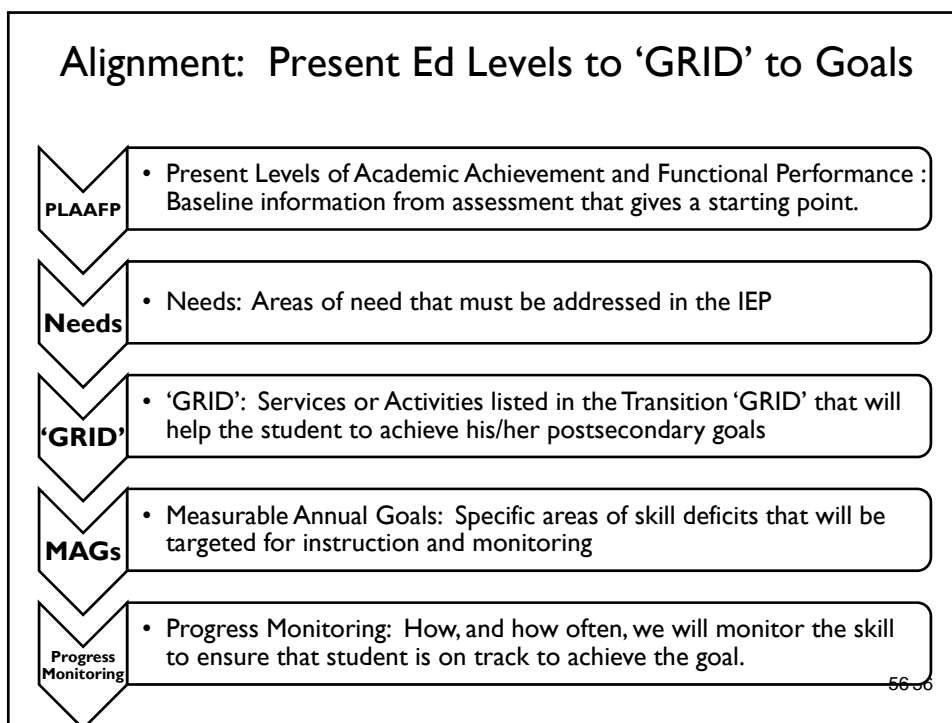 Alignment: Present Ed Levels to ‘GRID’ to Goals
PLAAFP
• Present Levels of Academic Achievement and Functional Performance :
Baseline information from assessment that gives a starting point.
Needs
• Needs: Areas of need that must be addressed in the IEP
‘GRID’
• ‘GRID’: Services or Activities listed in the Transition ‘GRID’ that will
help the student to achieve his/her postsecondary goals
MAGs
• Measurable Annual Goals: Specific areas of skill deficits that will be
targeted for instruction and monitoring
Progress
Monitoring
• Progress Monitoring: How, and how often, we will monitor the skill
to ensure that student is on track to achieve the goal.
56 56